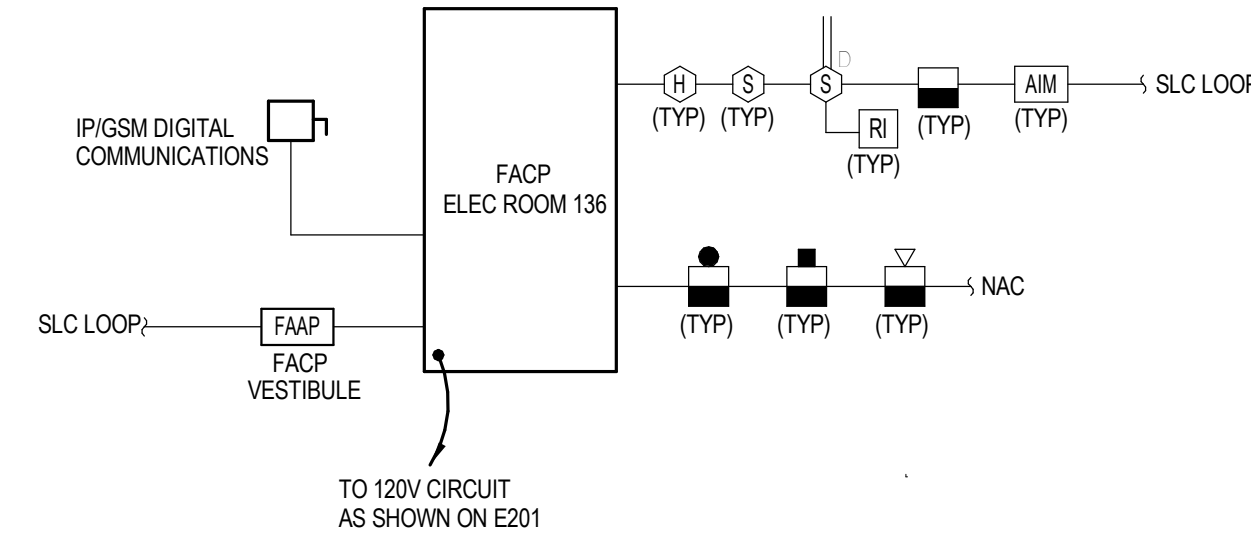 H
S
D
S
AIM
SLC LOOP
(TYP)
(TYP)
(TYP)
(TYP)
RI
(TYP)
IP/GSM DIGITAL
COMMUNICATIONS
FACP
ELEC ROOM 136
NAC
(TYP)
(TYP)
(TYP)
SLC LOOP
FAAP
FACP
VESTIBULE
TO 120V CIRCUIT
AS SHOWN ON E201